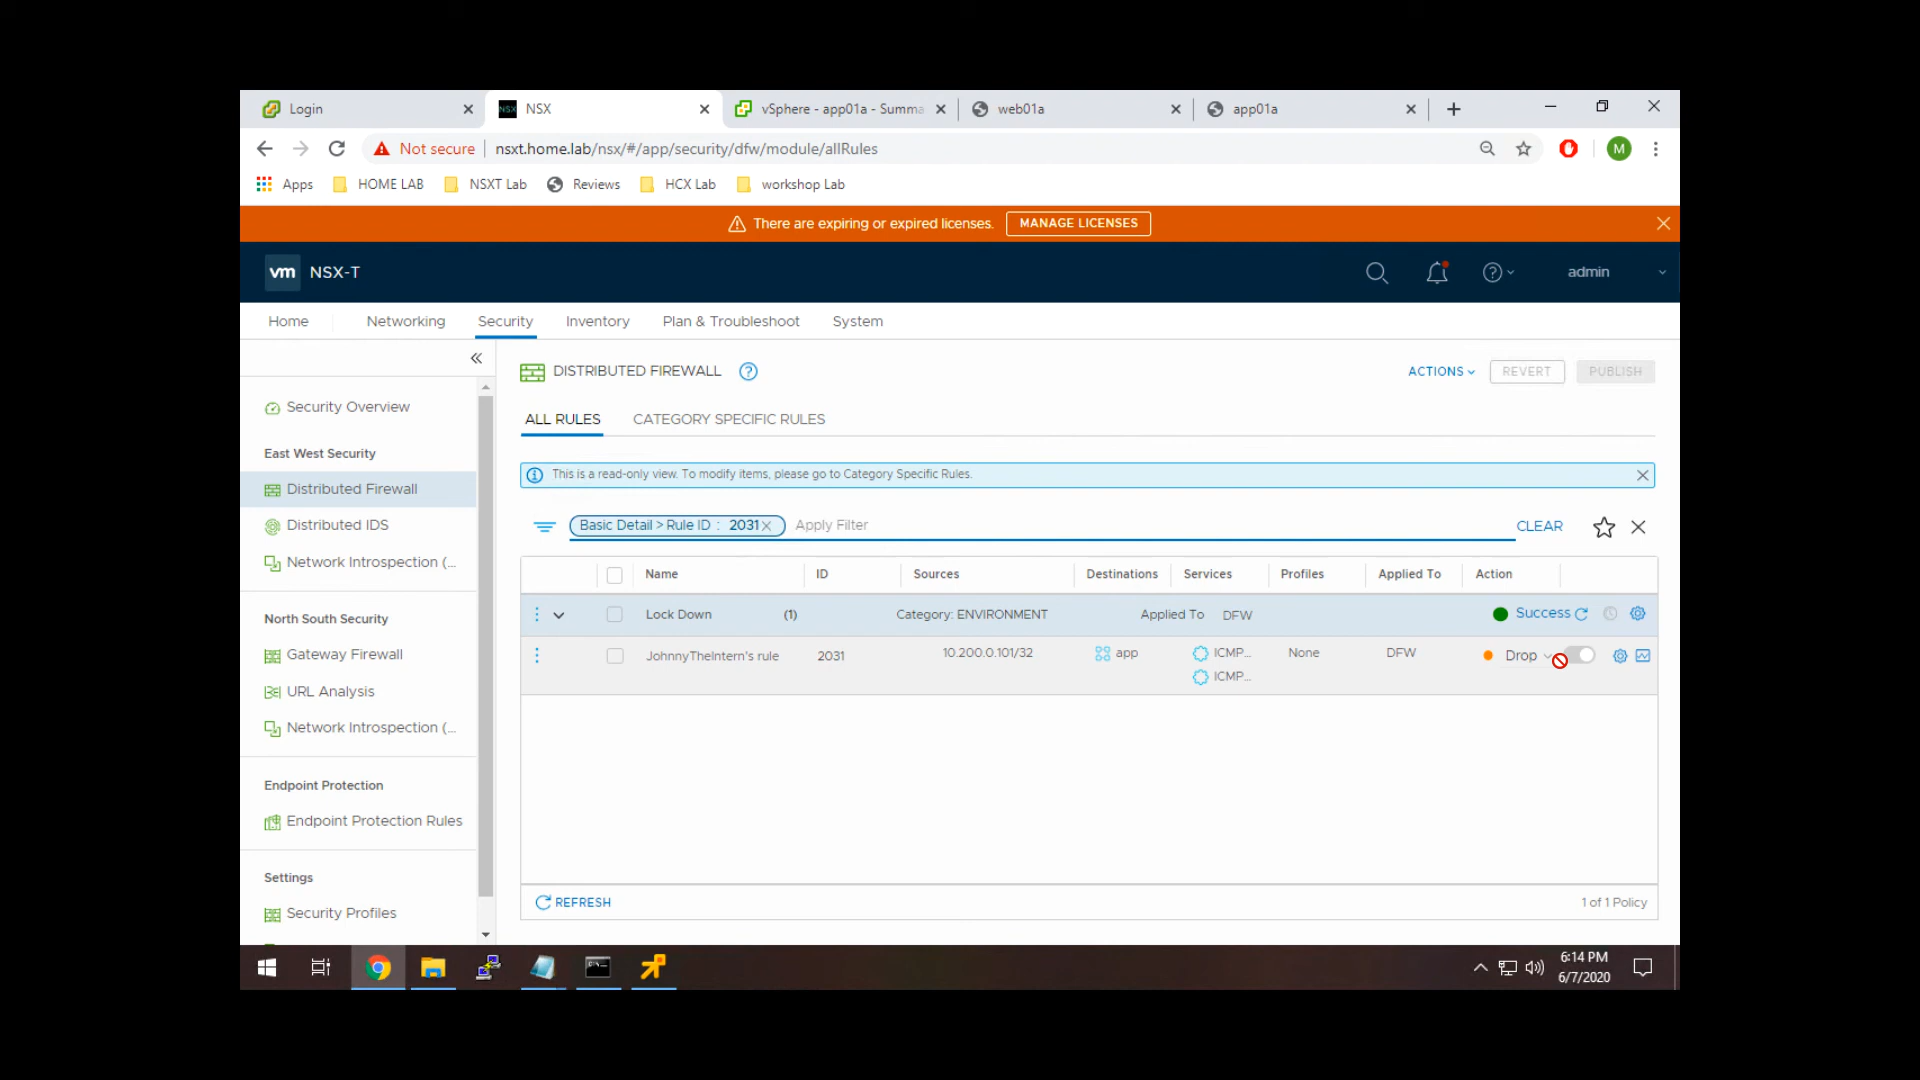 Login
NSX
vSphere - app01a - Summa
web01a
app01a
Not secure
nsxt.home.lab/nsx/#/app/security/dfw/module/allRules
M
Apps
HOME LAB
NSXT Lab
Reviews
HCX Lab
workshop Lab
There are expiring or expired licenses.
MANAGE LICENSES
vm
NSX-T
admin
Home
Networking
Security
Inventory
Plan & Troubleshoot
System
Security Overview
East West Security
Distributed Firewall
Distributed IDS
Network Introspection (...
North South Security
Gateway Firewall
URL Analysis
Network Introspection (...
Endpoint Protection
Endpoint Protection Rules
Settings
Security Profiles
DISTRIBUTED FIREWALL
ACTIONS
REVERT
PUBLISH
ALL RULES
CATEGORY SPECIFIC RULES
This is a read-only view. To modify items, please go to Category Specific Rules.
Basic Detail > Rule ID : 2031
Apply Filter
CLEAR
Name
ID
Sources
Destinations
Services
Profiles
Applied To
Action
Lock Down
(1)
Category: ENVIRONMENT
Applied To
DFW
Success
JohnnyTheIntern's rule
2031
10.200.0.101/32
app
ICMP...
ICMP...
None
DFW
Drop
REFRESH
1 of 1 Policy
6:14 PM
6/7/2020